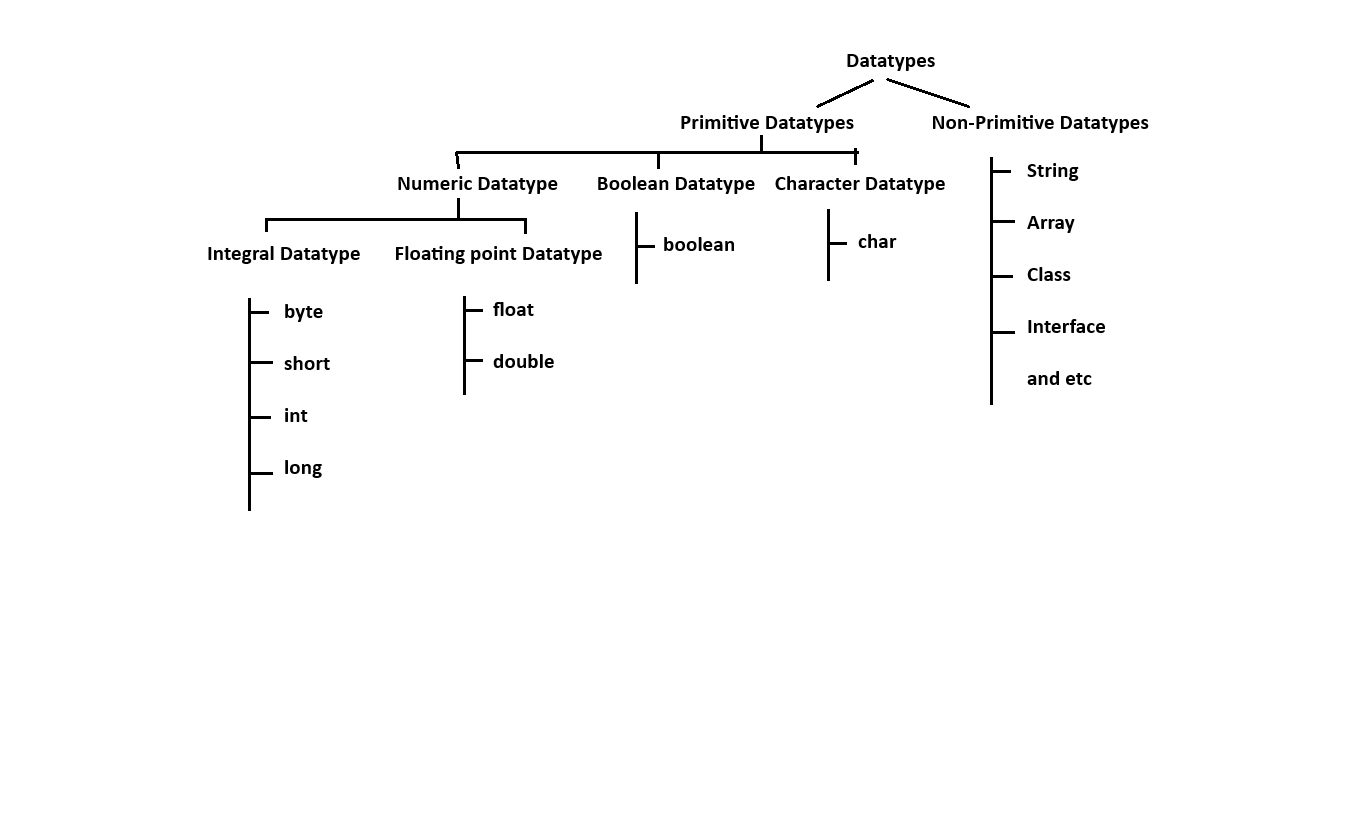 Datatypes
Primitive Datatypes
Non-Primitive Datatypes
Numeric Datatype
Boolean Datatype
Character Datatype
Integral Datatype
Floating point Datatype
byte
short
int
long
float
double
boolean
char
String
Array
Class
Interface
and etc